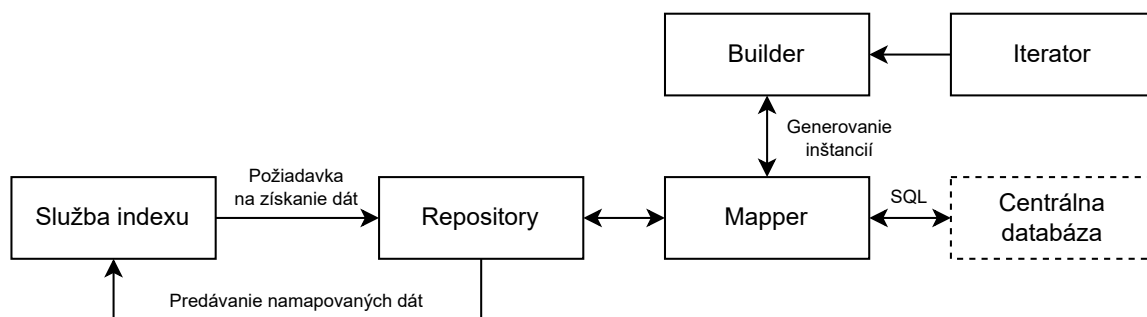 Builder
Iterator
Generovanie
inštancií
Požiadavka
na získanie dát
Služba indexu
Repository
Mapper
SQL
Centrálna
databáza
Predávanie namapovaných dát